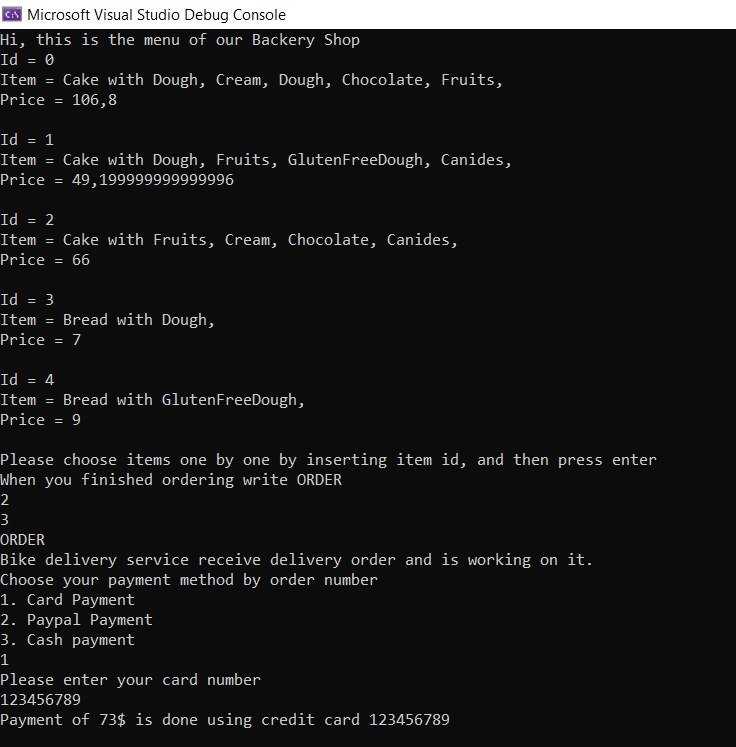 Microsoft Visual Studio Debug Console
Hi, this is the menu of our Backery Shop
Id = 0
Item = Cake with Dough, Cream, Dough, Chocolate, Fruits,
Price = 106,8
Id = 1
Item = Cake with Dough, Fruits, GlutenFreeDough, Canides,
Price = 49,199999999999996
Id = 2
Item = Cake with Fruits, Cream, Chocolate, Canides,
Price = 66
Id = 3
Item = Bread with Dough,
Price = 7
Id = 4
Item = Bread with GlutenFreeDough,
Price = 9
Please choose items one by one by inserting item id, and then press enter
When you finished ordering write ORDER
2
3
ORDER
Bike delivery service receive delivery order and is working on it.
Choose your payment method by order number
1. Card Payment
2. Paypal Payment
3. Cash payment
1
Please enter your card number
123456789
Payment of 73$ is done using credit card 123456789